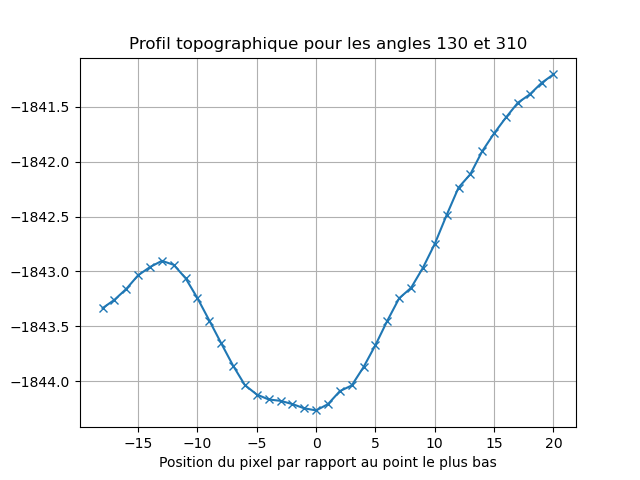 Profil topographique pour les angles 130 et 310
−1841.5
−1842.0
−1842.5
−1843.0
−1843.5
−1844.0
−15 −10 −5 0 5 10 15 20
Position du pixel par rapport au point le plus bas